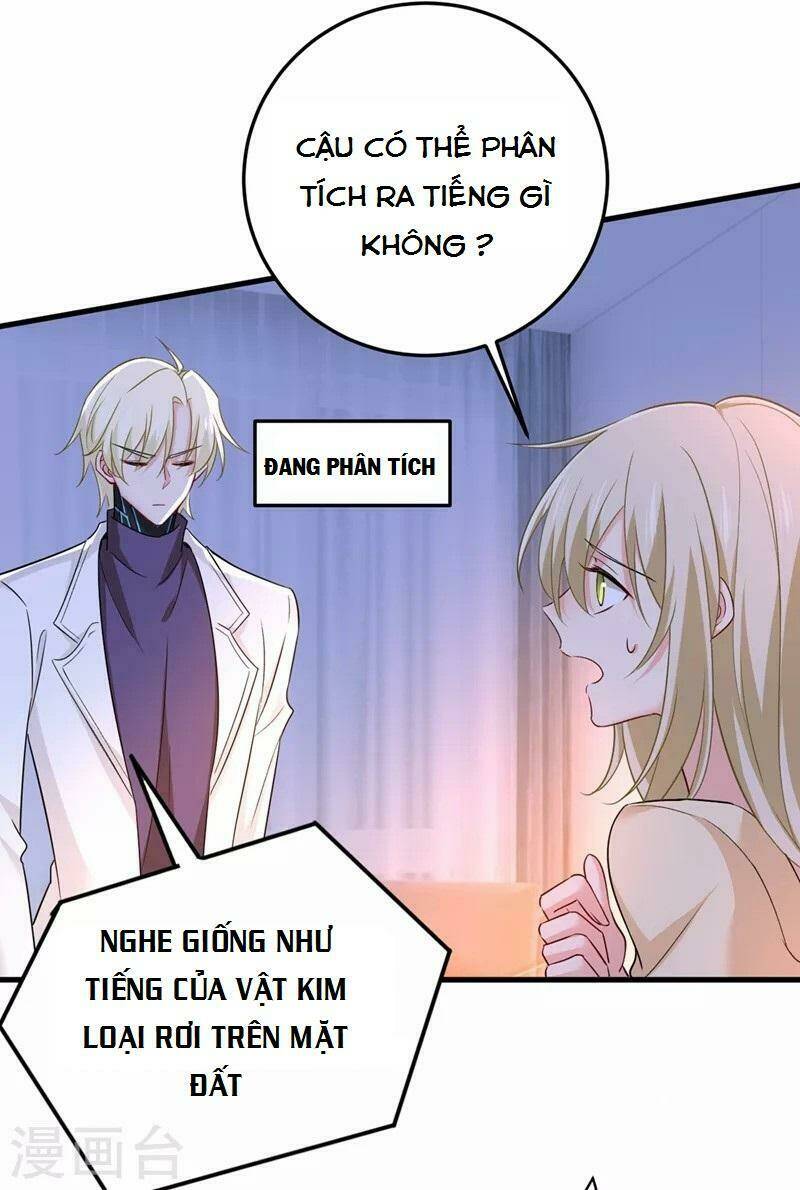 CẬU CÓ THỂ PHÂN
TÍCH RA TIẾNG GÌ
KHÔNG ?
ĐANG PHÂN TÍCH
NGHE GIỐNG NHƯ
TIẾNG CỦA VẬT KIM
LOẠI RƠI TRÊN MẶT
ĐẤT
漫画台